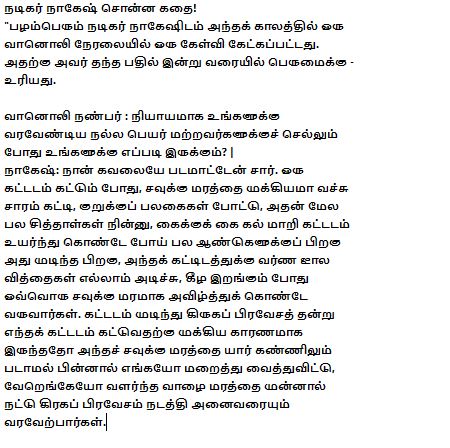 நடிகர் நாகேஷ் சொன்ன கதை!
"பழம்பெரும் நடிகர் நாகேஷிடம் அந்தக் காலத்தில் ஒரு
வானொலி நேரலையில் ஒரு கேள்வி கேட்கப்பட்டது.
அதற்கு அவர் தந்த பதில் இன்று வரையில் பெருமைக்கு -
உரியது.

வானொலி நண்பர் : நியாயமாக உங்களுக்கு
வரவேண்டிய நல்ல பெயர் மற்றவர்களுக்குச் செல்லும்
போது உங்களுக்கு எப்படி இருக்கும்? |
நாகேஷ்: நான் கவலையே படமாட்டேன் சார். ஒரு
கட்டடம் கட்டும் போது, சவுக்கு மரத்தை முக்கியமா வச்சு
சாரம் கட்டி, குறுக்குப் பலகைகள் போட்டு, அதன் மேல
பல சித்தாள்கள் நின்னு, கைக்குக் கை கல் மாறி கட்டடம்
உயர்ந்து கொண்டே போய் பல ஆண்டுகளுக்குப் பிறகு
அது முடிந்த பிறகு, அந்தக் கட்டிடத்துக்கு வர்ண ஜால
வித்தைகள் எல்லாம் அடிச்சு, கீழ இறங்கும் போது
ஒவ்வொரு சவுக்கு மரமாக அவிழ்த்துக் கொண்டே
வருவார்கள். கட்டடம் முடிந்து கிருகப் பிரவேசத் தன்று
எந்தக் கட்டடம் கட்டுவதற்கு முக்கிய காரணமாக
இருந்ததோ அந்தச் சவுக்கு மரத்தை யார் கண்ணிலும்
படாமல் பின்னால் எங்கயோ மறைத்து வைத்துவிட்டு,
வேறெங்கேயோ வளர்ந்த வாழை மரத்தை முன்னால்
நட்டு கிரகப் பிரவேசம் நடத்தி அனைவரையும்
வரவேற்பார்கள்.